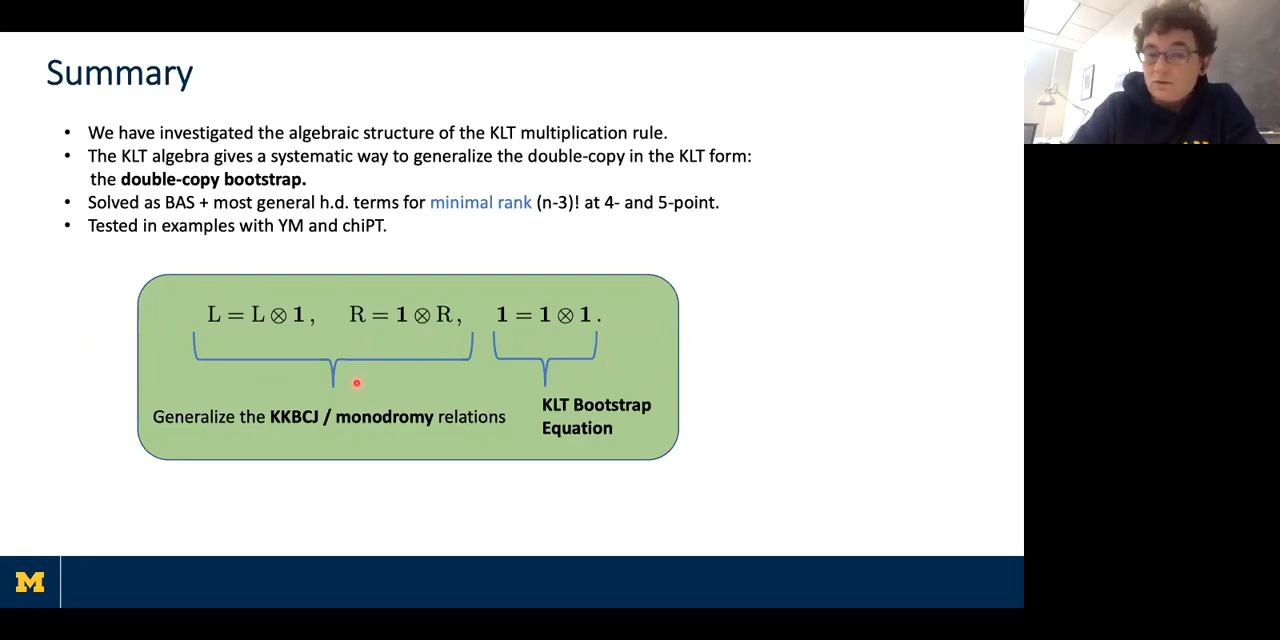 Summary
• We have investigated the algebraic structure of the KLT multiplication rule.
• The KLT algebra gives a systematic way to generalize the double-copy in the KLT form:
the double-copy bootstrap.
• Solved as BAS + most general h.d. terms for minimal rank (n-3)! at 4- and 5-point.
• Tested in examples with YM and chiPT.
L = L ⊗ 1, R = 1 ⊗ R, 1 = 1 ⊗ 1.
Generalize the KKBCJ / monodromy relations
KLT Bootstrap
Equation
M